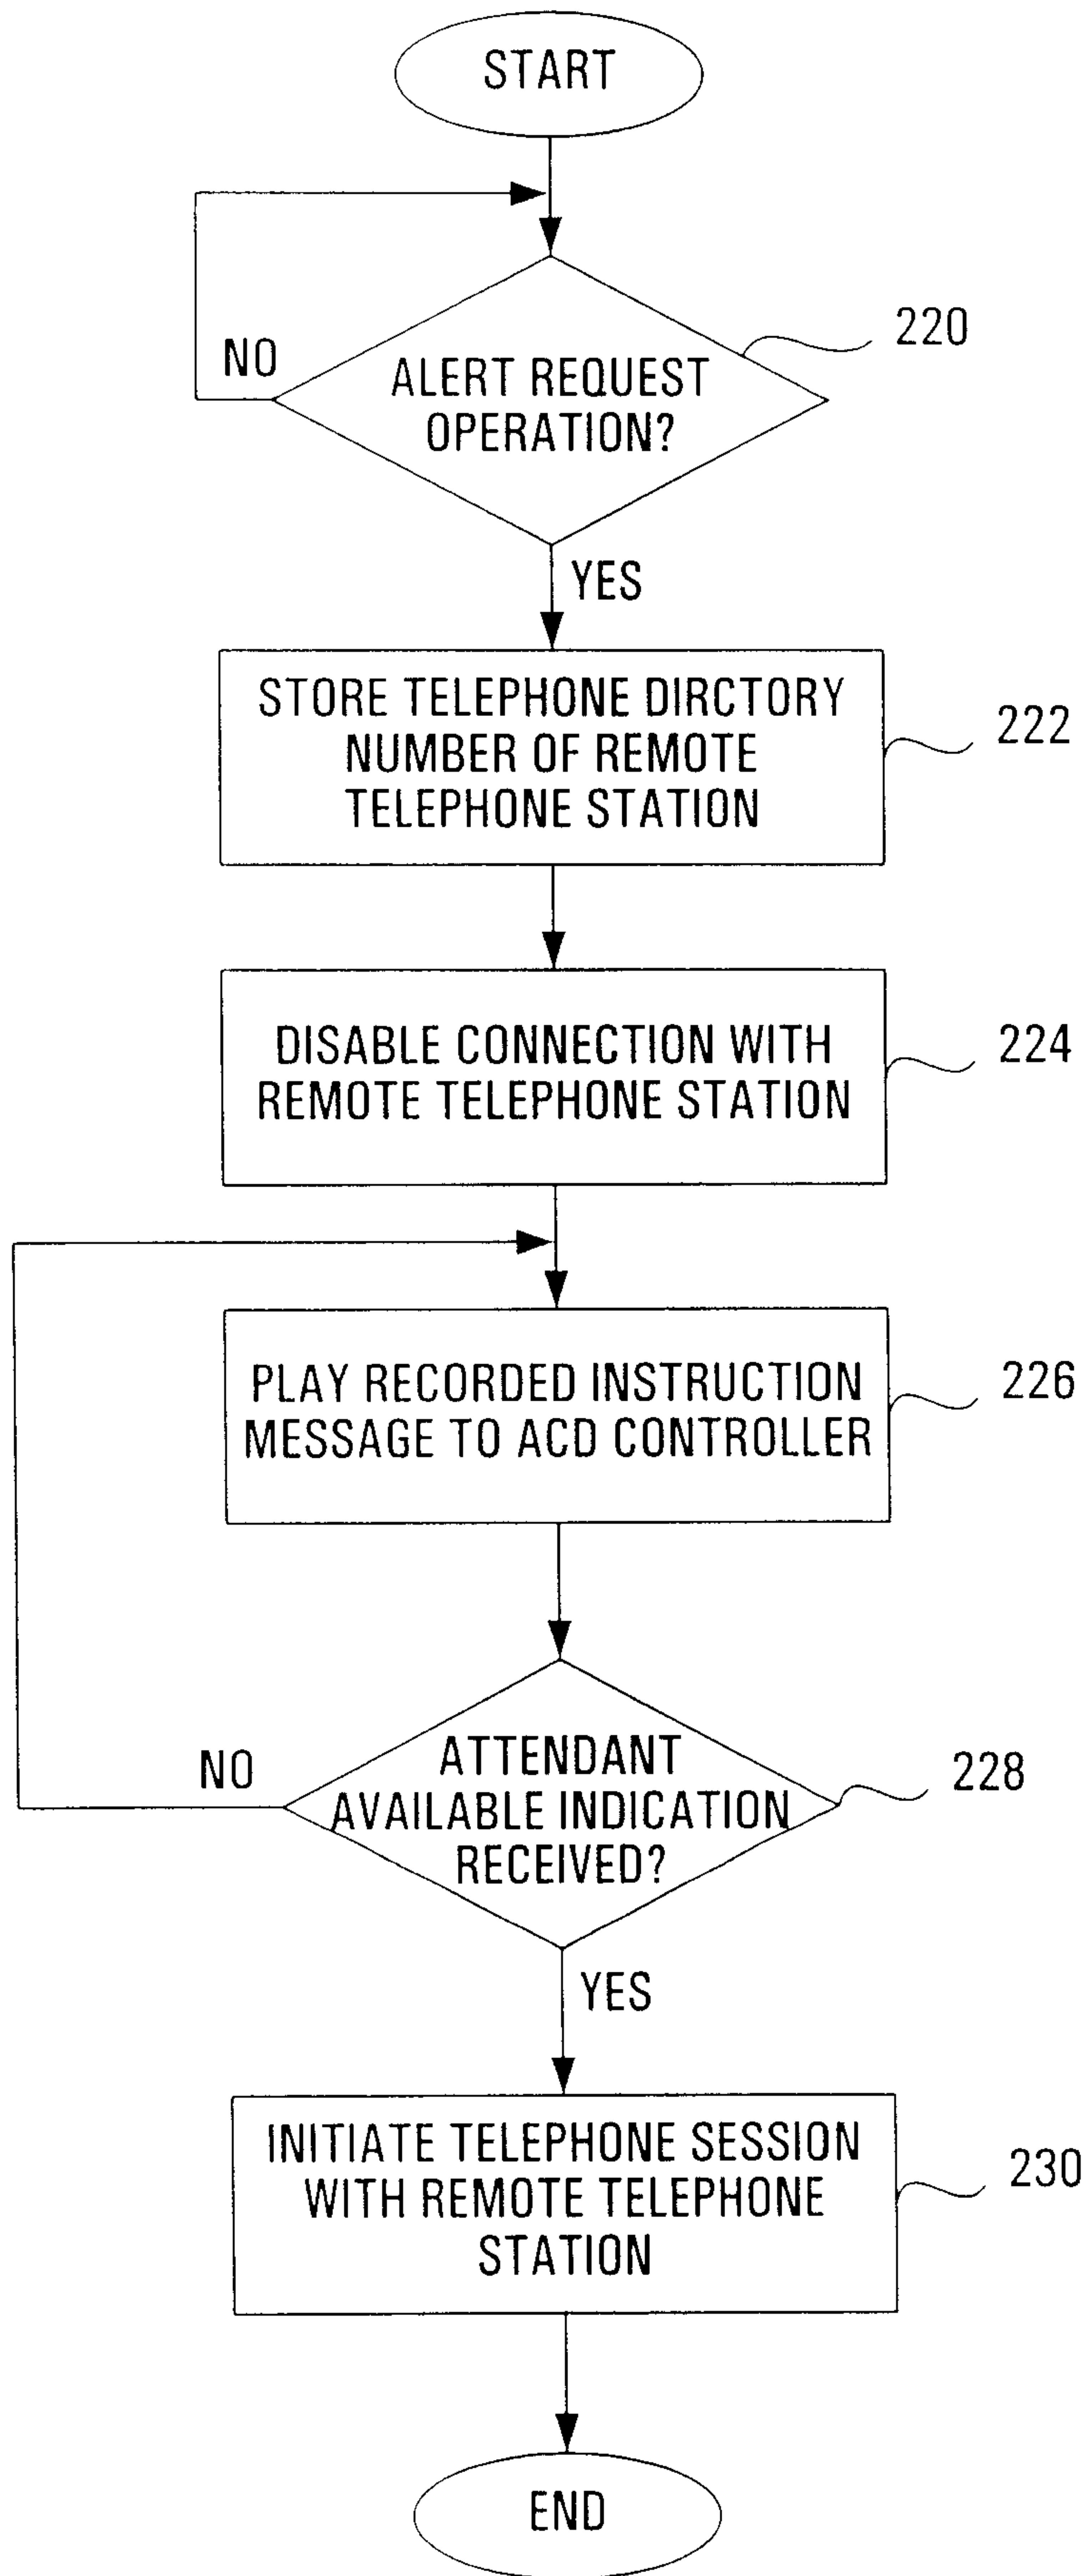 START
NO
220
ALERT REQUEST
OPERATION?
YES
STORE TELEPHONE DIRCTORY
NUMBER OF REMOTE
TELEPHONE STATION
222
DISABLE CONNECTION WITH
REMOTE TELEPHONE STATION
224
PLAY RECORDED INSTRUCTION
MESSAGE TO ACD CONTROLLER
226
NO
ATTENDANT
AVAILABLE INDICATION
RECEIVED?
228
YES
INITIATE TELEPHONE SESSION
WITH REMOTE TELEPHONE
STATION
230
END